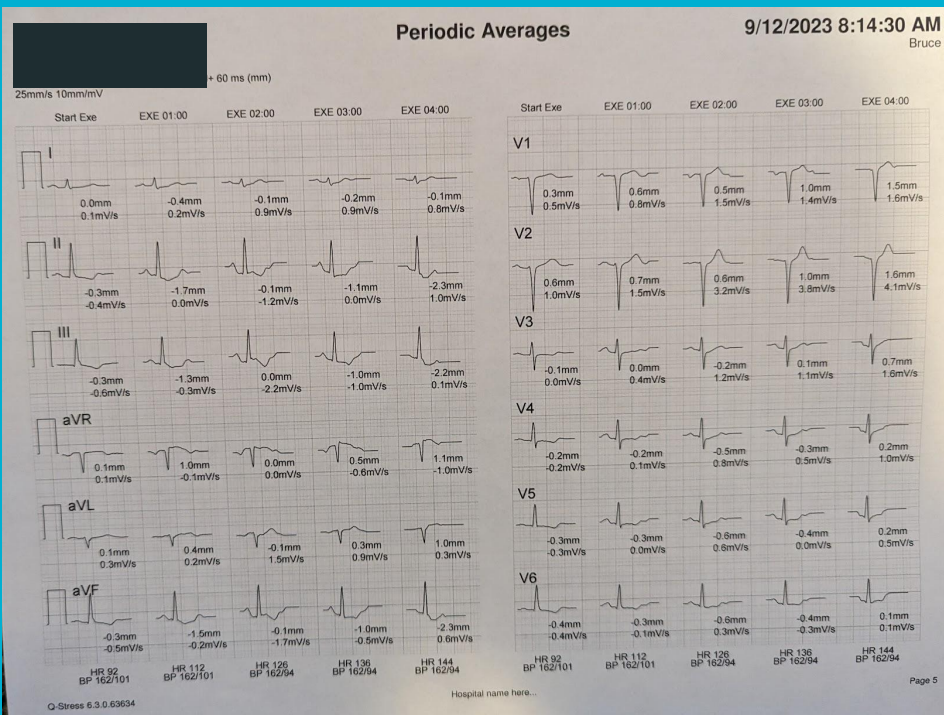 Periodic Averages
9/12/2023 8:14:30 AM
Bruce
+ 60 ms (mm)
25mm/s 10mm/mV
Start Exe EXE 01:00 EXE 02:00 EXE 03:00 EXE 04:00
I
0.0mm -0.4mm -0.1mm -0.2mm -0.1mm
0.1mV/s 0.2mV/s 0.9mV/s 0.9mV/s 0.8mV/s
II
-0.3mm -1.7mm -0.1mm -1.1mm -2.3mm
-0.4mV/s 0.0mV/s -1.2mV/s 0.0mV/s 1.0mV/s
III
-0.3mm -1.3mm 0.0mm -1.0mm -2.2mm
-0.6mV/s -0.3mV/s -2.2mV/s -1.0mV/s 0.1mV/s
aVR
0.1mm 1.0mm 0.0mm 0.5mm 1.1mm
0.1mV/s -0.1mV/s 0.0mV/s -0.6mV/s -1.0mV/s
aVL
0.1mm 0.4mm -0.1mm 0.3mm 1.0mm
0.3mV/s 0.2mV/s 1.5mV/s 0.9mV/s 0.3mV/s
aVF
-0.3mm -1.5mm -0.1mm -1.0mm -2.3mm
-0.5mV/s -0.2mV/s -1.7mV/s -0.5mV/s 0.6mV/s
HR 92 HR 112 HR 126 HR 136 HR 144
BP 162/101 BP 162/101 BP 162/94 BP 162/94 BP 162/94
Start Exe EXE 01:00 EXE 02:00 EXE 03:00 EXE 04:00
V1
0.3mm 0.6mm 0.5mm 1.0mm 1.5mm
0.5mV/s 0.8mV/s 1.5mV/s 1.4mV/s 1.6mV/s
V2
0.6mm 0.7mm 0.6mm 1.0mm 1.6mm
1.0mV/s 1.5mV/s 3.2mV/s 3.8mV/s 4.1mV/s
V3
-0.1mm 0.0mm -0.2mm 0.1mm 0.7mm
0.0mV/s 0.4mV/s 1.2mV/s 1.1mV/s 1.6mV/s
V4
-0.2mm -0.2mm -0.5mm -0.3mm 0.2mm
-0.2mV/s 0.1mV/s 0.8mV/s 0.5mV/s 1.0mV/s
V5
-0.3mm -0.3mm -0.6mm -0.4mm 0.2mm
-0.3mV/s 0.0mV/s 0.6mV/s 0.0mV/s 0.5mV/s
V6
-0.4mm -0.3mm -0.6mm -0.4mm 0.1mm
-0.4mV/s -0.1mV/s 0.3mV/s -0.3mV/s 0.1mV/s
HR 92 HR 112 HR 126 HR 136 HR 144
BP 162/101 BP 162/101 BP 162/94 BP 162/94 BP 162/94
Page 5
Hospital name here...
Q-Stress 6.3.0.63634